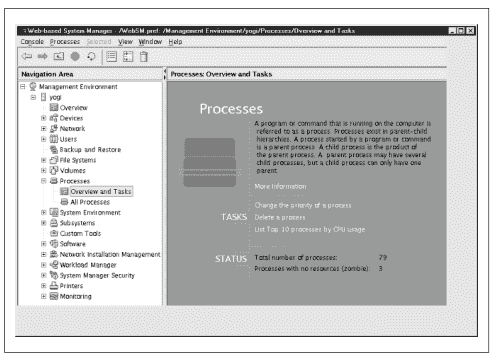 Web-based System Manager - /WebSM.pref: /Management Environment/yogi/Processes/Overview and Tasks
Console Processes Selected View Window Help
Navigation Area
Processes: Overview and Tasks
Management Environment
yogi
Overview
Devices
Network
Users
Backup and Restore
File Systems
Volumes
Processes
Overview and Tasks
All Processes
System Environment
Subsystems
Custom Tools
Software
Network Installation Management
Workload Manager
System Manager Security
Printers
Monitoring
Processes
A program or command that is running on the computer is
referred to as a process. Processes exist in parent-child
hierarchies. A process started by a program or command
is a parent process. A child process is the product of
the parent process. A parent process may have several
child processes, but a child process can only have one
parent.
More Information
Change the priority of a process
TASKS Delete a process
List Top 10 processes by CPU usage
STATUS Total number of processes: 79
Processes with no resources (zombie): 3